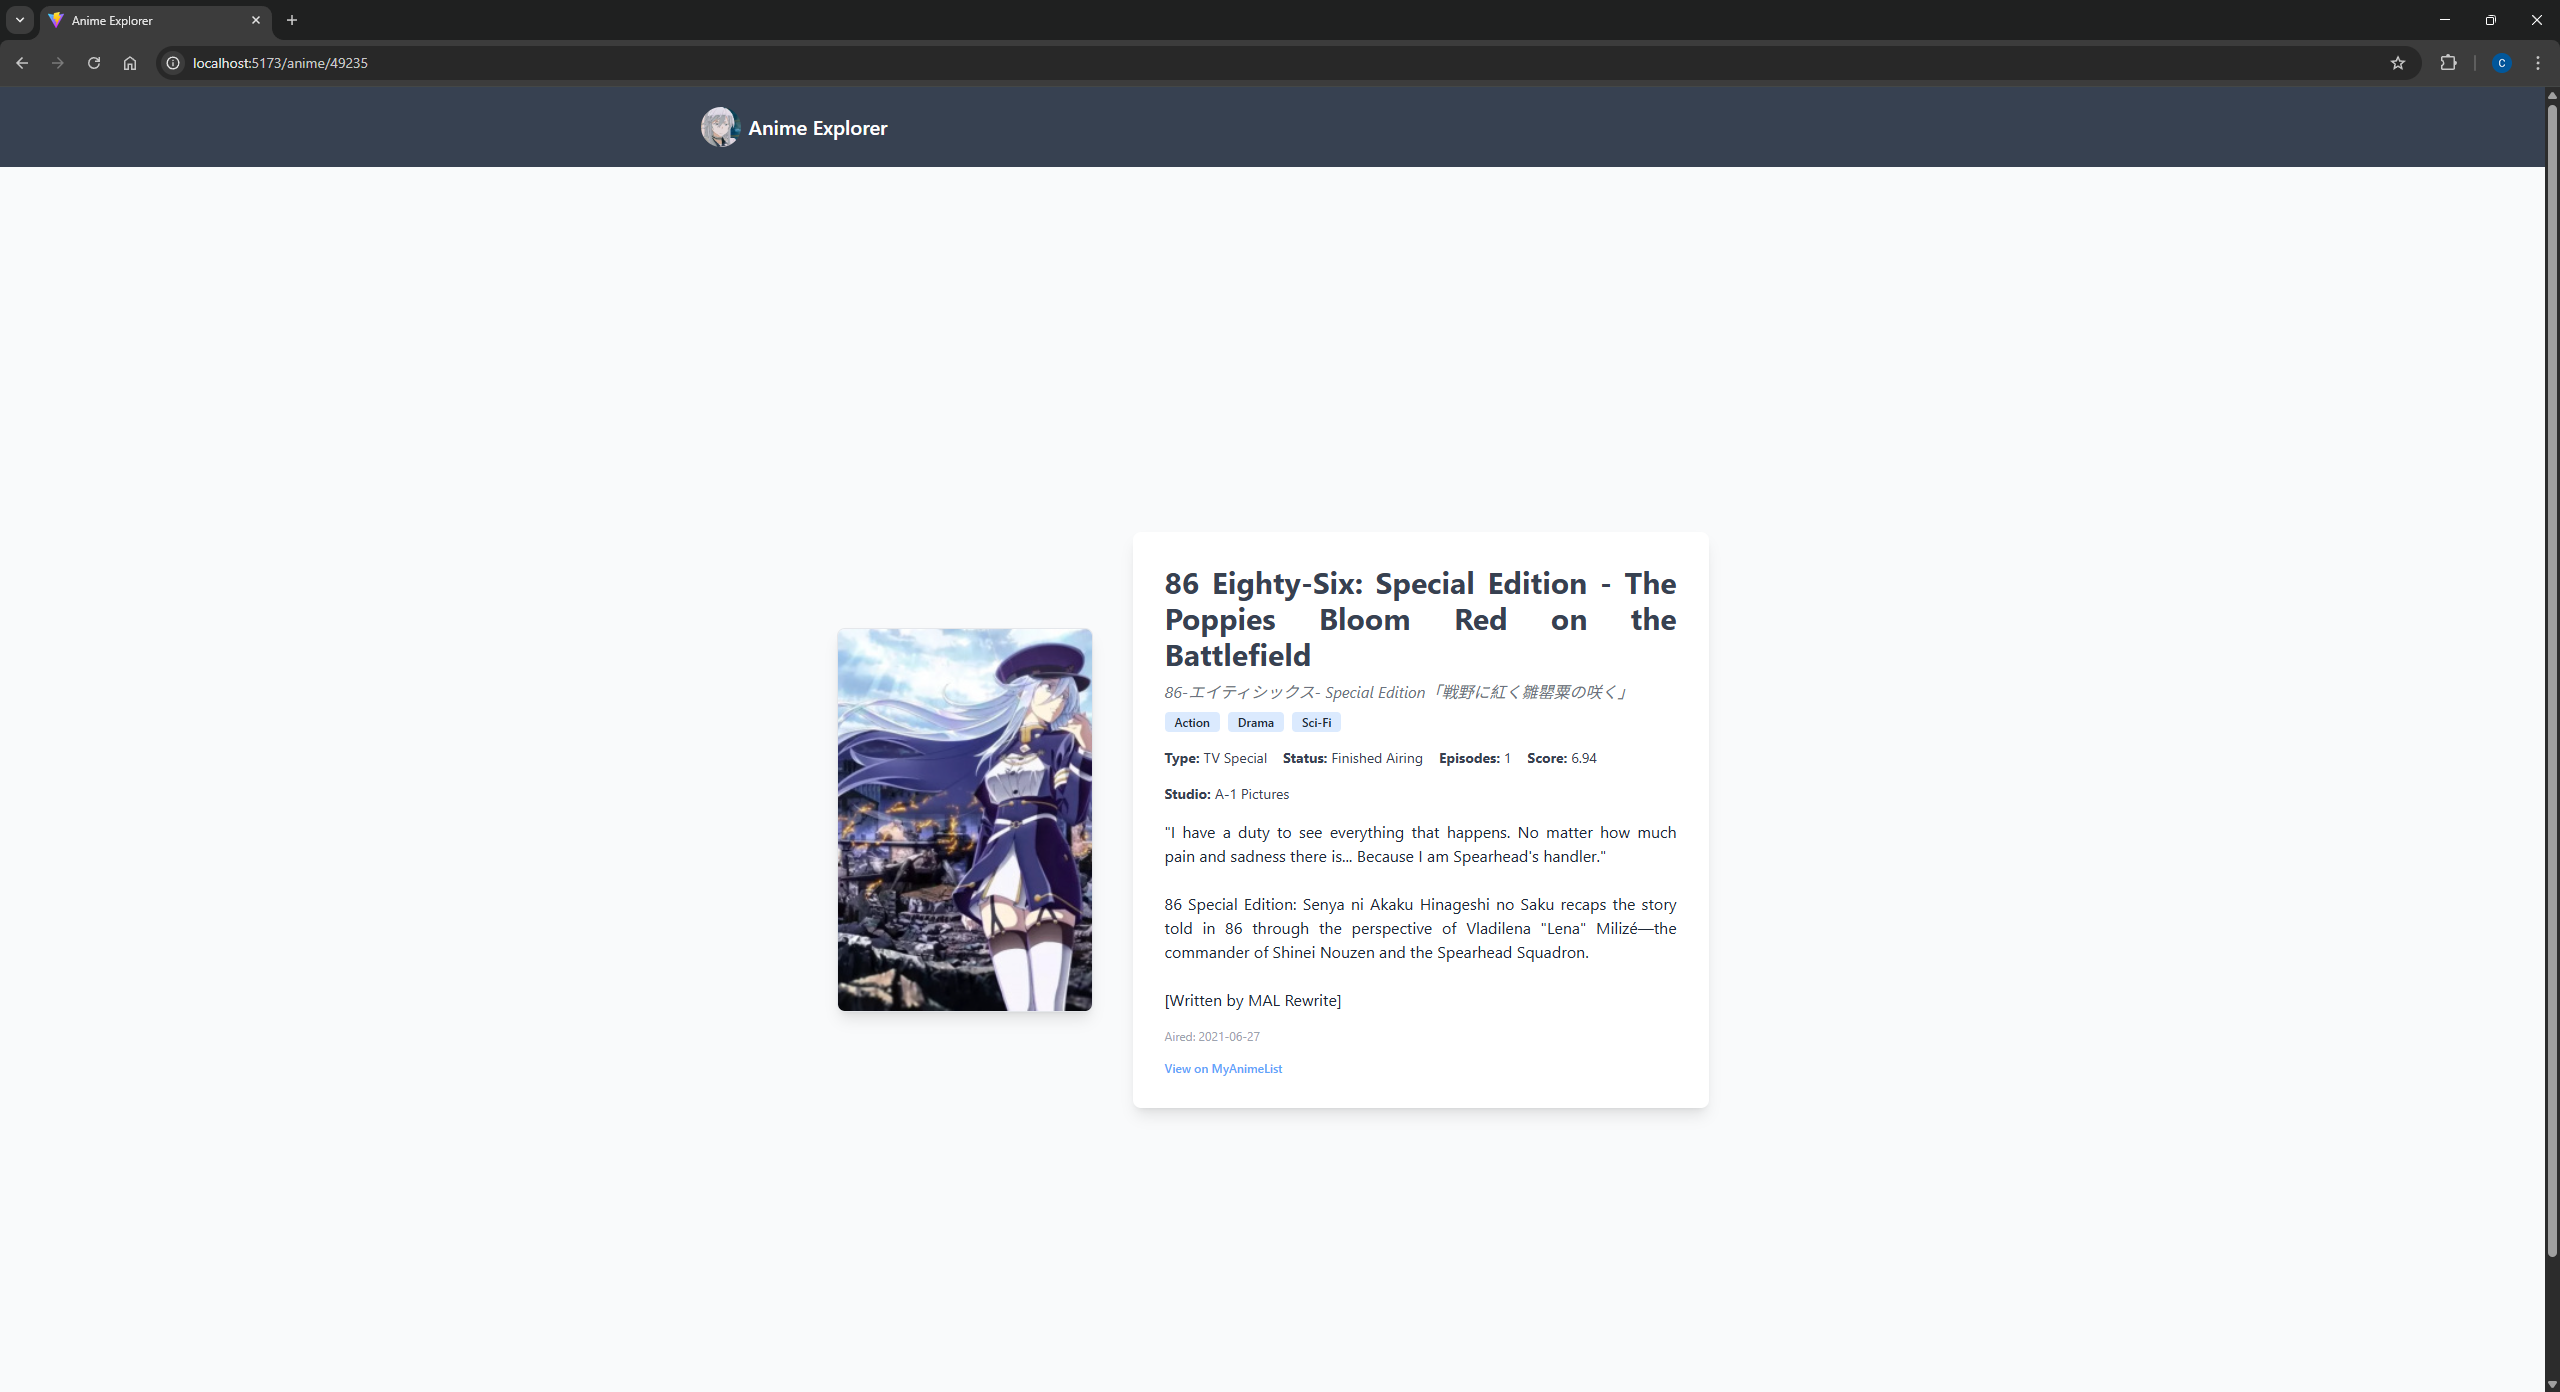 Anime Explorer
localhost:5173/anime/49235
C
Anime Explorer
86 Eighty-Six: Special Edition - The
Poppies Bloom Red on the
Battlefield
86-エイティシックス- Special Edition「戦野に紅く雛罌粟の咲く」
Action Drama Sci-Fi
Type: TV Special Status: Finished Airing Episodes: 1 Score: 6.94
Studio: A-1 Pictures
"I have a duty to see everything that happens. No matter how much
pain and sadness there is... Because I am Spearhead's handler."
86 Special Edition: Senya ni Akaku Hinageshi no Saku recaps the story
told in 86 through the perspective of Vladilena "Lena" Milizé—the
commander of Shinei Nouzen and the Spearhead Squadron.
[Written by MAL Rewrite]
Aired: 2021-06-27
View on MyAnimeList